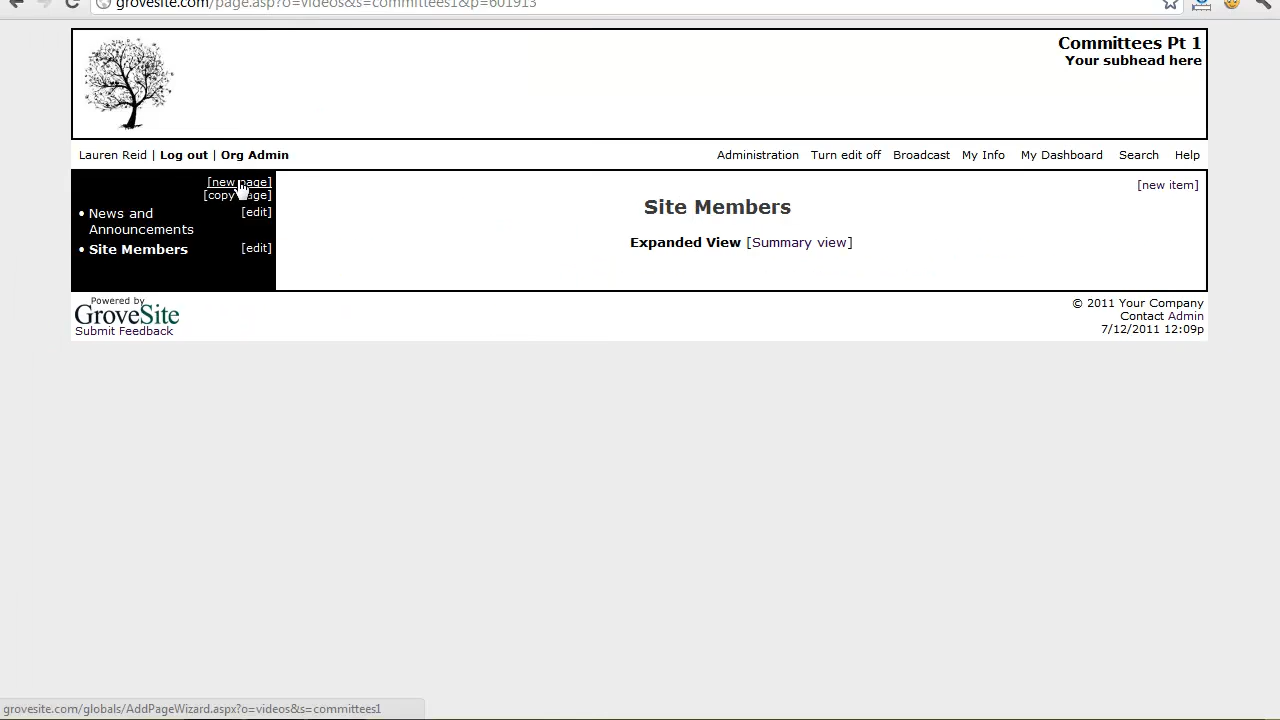 grovesite.com/page.asp?o=videos&s=committees1&p=601913
Committees Pt 1
Your subhead here
Lauren Reid | Log out | Org Admin
Administration Turn edit off Broadcast My Info My Dashboard Search Help
[new page]
[copy page]
• News and Announcements [edit]
• Site Members [edit]
[new item]
Site Members
Expanded View [Summary view]
Powered by
GroveSite
Submit Feedback
© 2011 Your Company
Contact Admin
7/12/2011 12:09p
grovesite.com/globals/AddPageWizard.aspx?o=videos&s=committees1